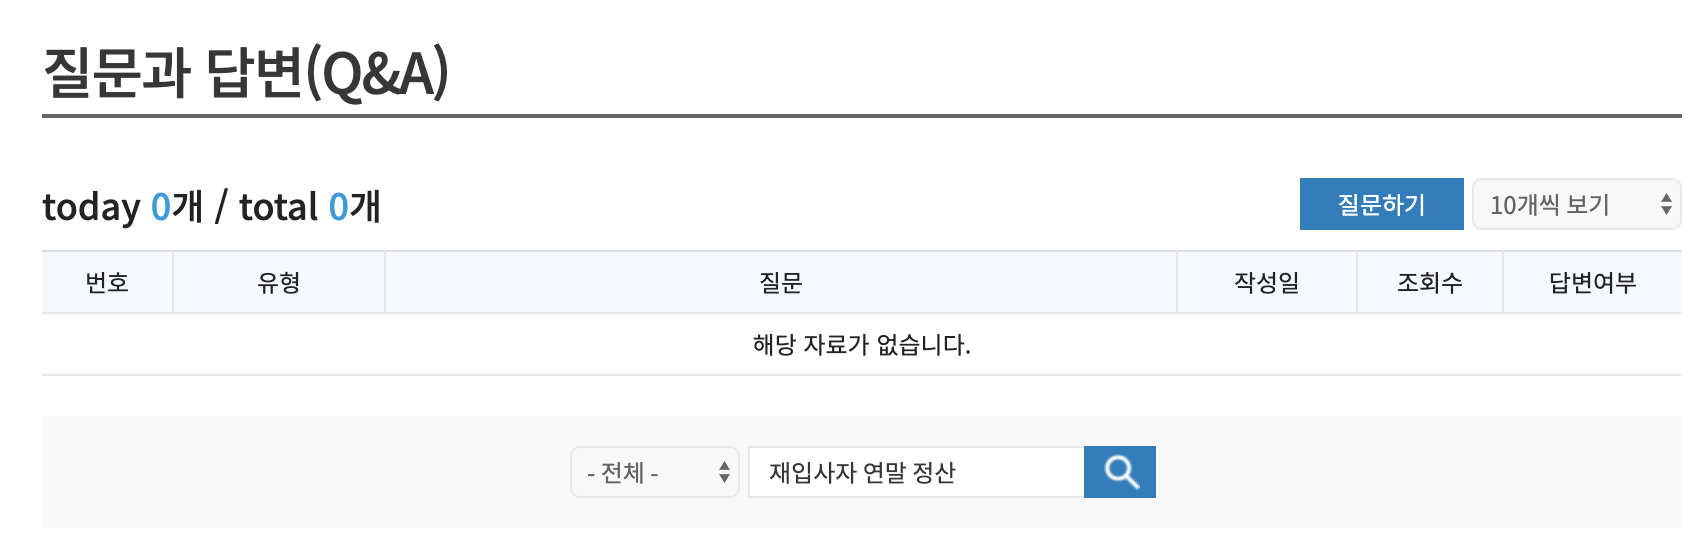 질문과 답변(Q&A)
today 0개 / total 0개
질문하기 10개씩 보기
번호 유형 질문 작성일 조회수 답변여부
해당 자료가 없습니다.
- 전체 - 재입사자 연말 정산